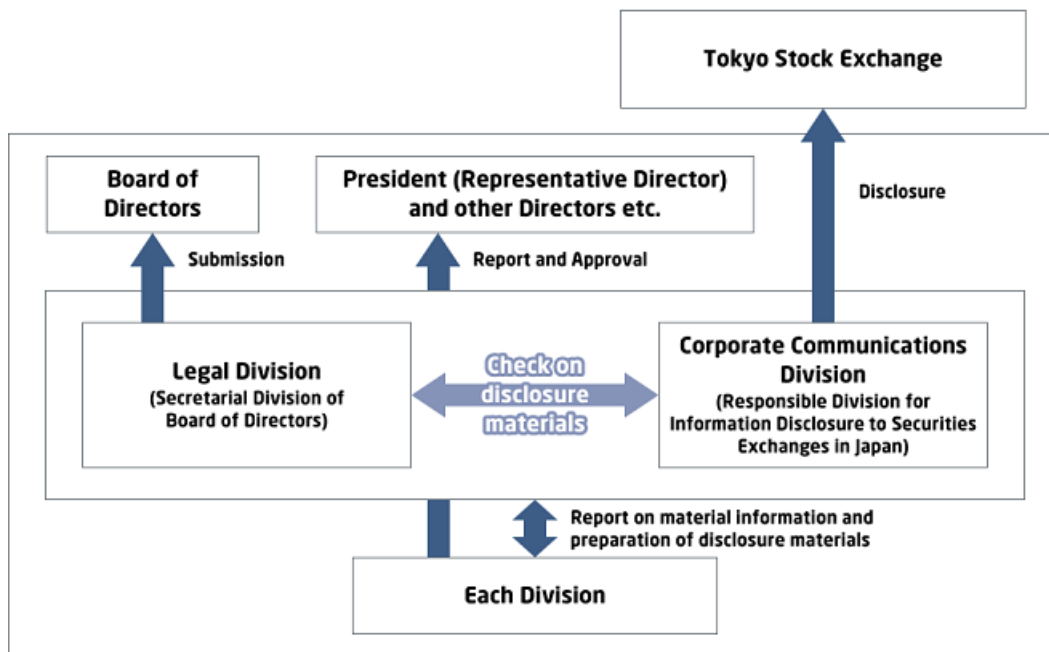 Tokyo Stock Exchange
Board of
Directors
President (Representative Director)
and other Directors etc.
Disclosure
Submission
Report and Approval
Legal Division
(Secretarial Division of
Board of Directors)
Check on
disclosure
materials
Corporate Communications
Division
(Responsible Division for
Information Disclosure to Securities
Exchanges in Japan)
Report on material information and
preparation of disclosure materials
Each Division